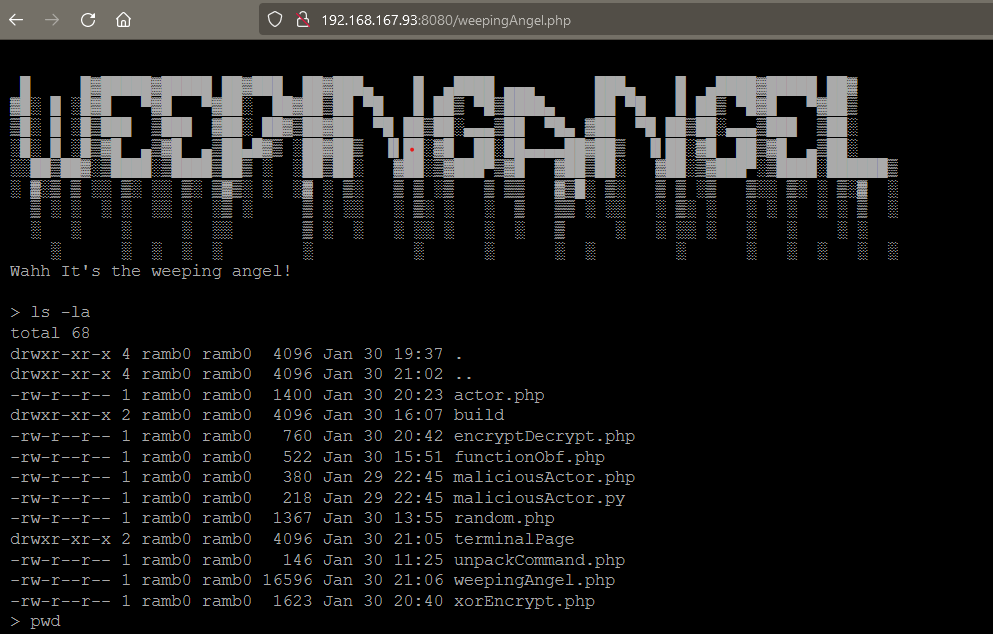 192.168.167.93:8080/weepingAngel.php
WEEPING ANGEL
Wahh It's the weeping angel!
> ls -la
total 68
drwxr-xr-x 4 ramb0 ramb0  4096 Jan 30 19:37 .
drwxr-xr-x 4 ramb0 ramb0  4096 Jan 30 21:02 ..
-rw-r--r-- 1 ramb0 ramb0  1400 Jan 30 20:23 actor.php
drwxr-xr-x 2 ramb0 ramb0  4096 Jan 30 16:07 build
-rw-r--r-- 1 ramb0 ramb0   760 Jan 30 20:42 encryptDecrypt.php
-rw-r--r-- 1 ramb0 ramb0   522 Jan 30 15:51 functionObf.php
-rw-r--r-- 1 ramb0 ramb0   380 Jan 29 22:45 maliciousActor.php
-rw-r--r-- 1 ramb0 ramb0   218 Jan 29 22:45 maliciousActor.py
-rw-r--r-- 1 ramb0 ramb0  1367 Jan 30 13:55 random.php
drwxr-xr-x 2 ramb0 ramb0  4096 Jan 30 21:05 terminalPage
-rw-r--r-- 1 ramb0 ramb0   146 Jan 30 11:25 unpackCommand.php
-rw-r--r-- 1 ramb0 ramb0 16596 Jan 30 21:06 weepingAngel.php
-rw-r--r-- 1 ramb0 ramb0  1623 Jan 30 20:40 xorEncrypt.php
> pwd